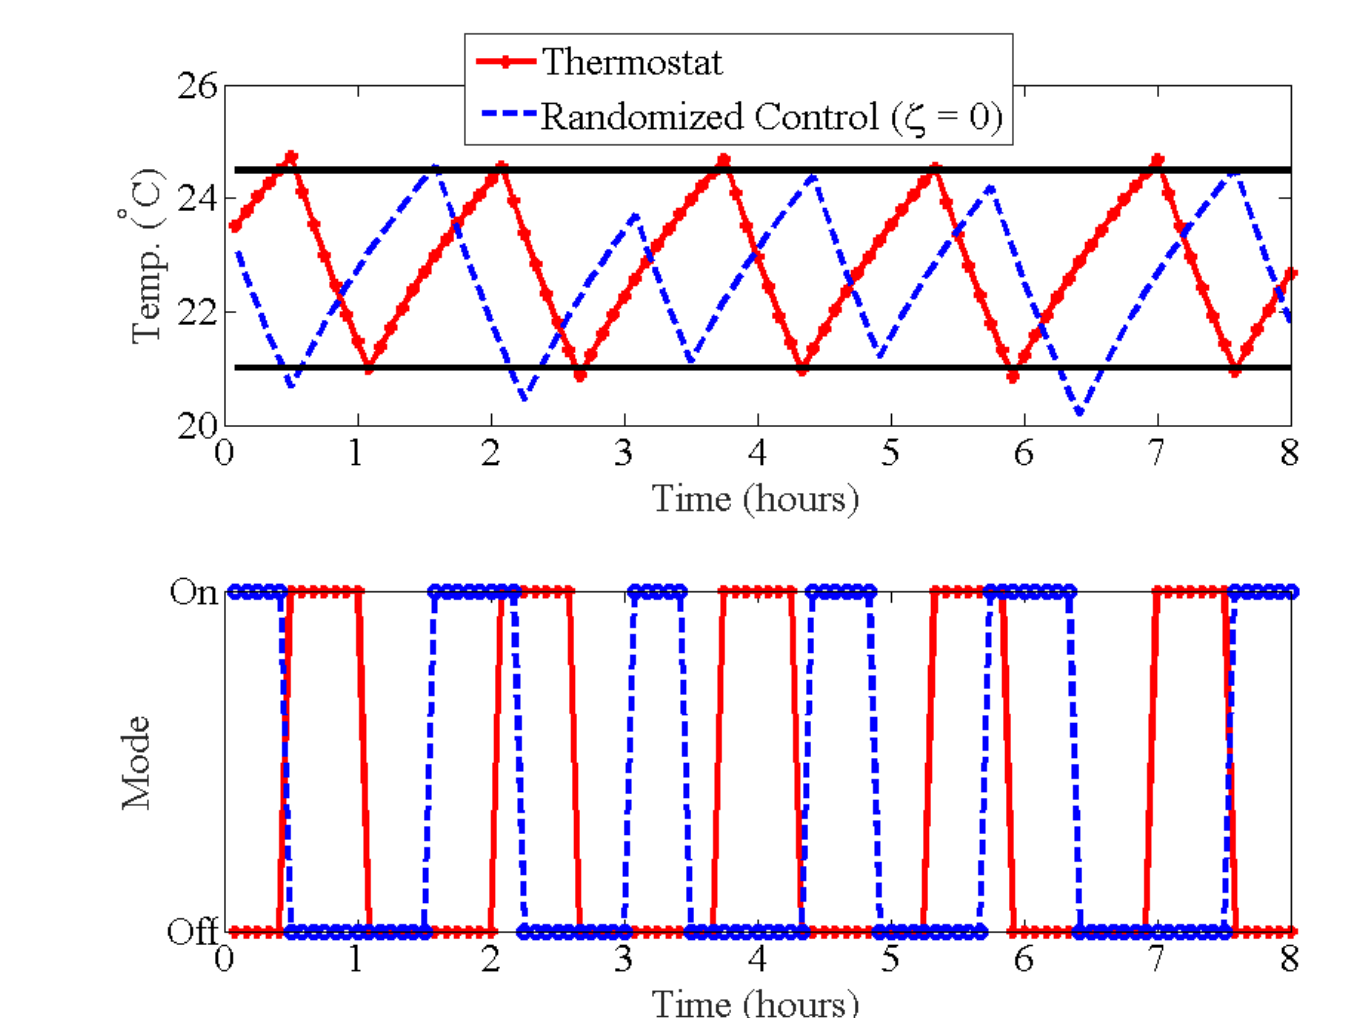 Thermostat
Randomized Control (ζ = 0)
26
24
22
20
Temp. (°C)
0 1 2 3 4 5 6 7 8
Time (hours)
On
Off
Mode
0 1 2 3 4 5 6 7 8
Time (hours)